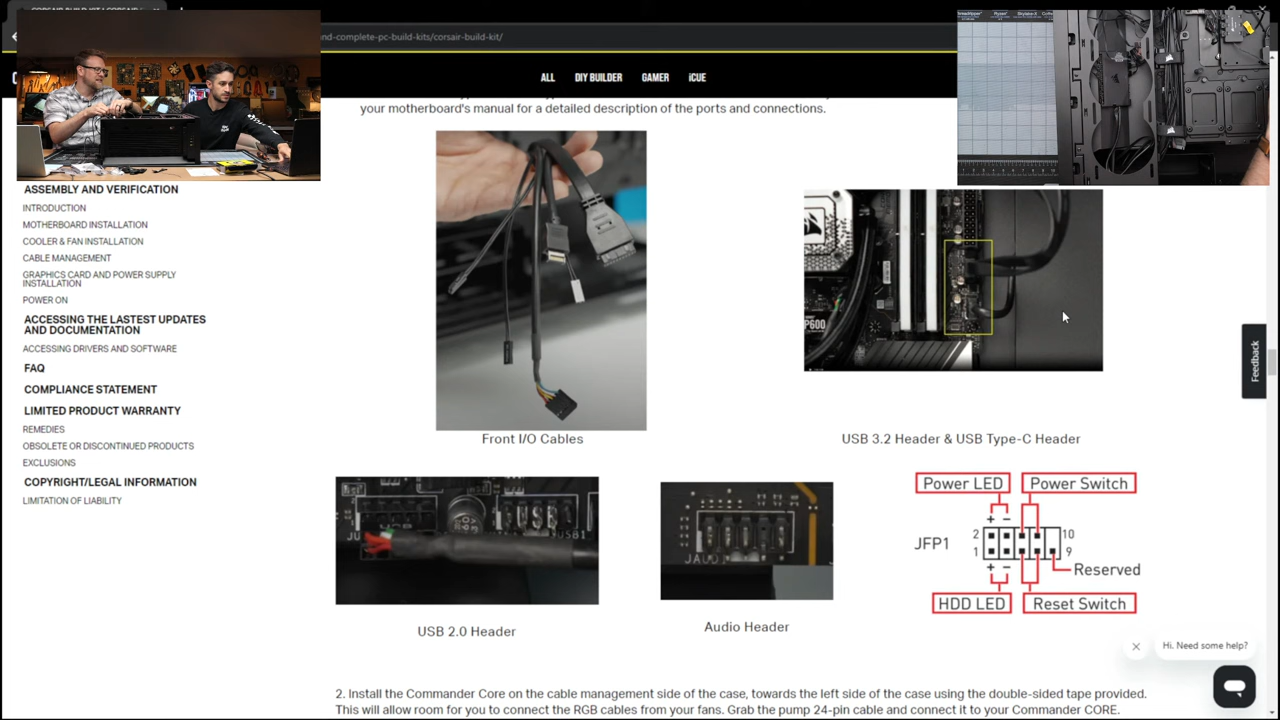 nd-complete-pc-build-kits/corsair-build-kit/
ALL DIY BUILDER GAMER iCUE
your motherboard's manual for a detailed description of the ports and connections.
ASSEMBLY AND VERIFICATION
INTRODUCTION
MOTHERBOARD INSTALLATION
COOLER & FAN INSTALLATION
CABLE MANAGEMENT
GRAPHICS CARD AND POWER SUPPLY
INSTALLATION
POWER ON
ACCESSING THE LASTEST UPDATES
AND DOCUMENTATION
ACCESSING DRIVERS AND SOFTWARE
FAQ
COMPLIANCE STATEMENT
LIMITED PRODUCT WARRANTY
REMEDIES
OBSOLETE OR DISCONTINUED PRODUCTS
EXCLUSIONS
COPYRIGHT/LEGAL INFORMATION
LIMITATION OF LIABILITY
P600
Feedback
Front I/O Cables
USB 3.2 Header & USB Type-C Header
USB1
JAUD
USB 2.0 Header
Audio Header
Power LED Power Switch
+ −
JFP1
2 10
1 9
+ −
Reserved
HDD LED Reset Switch
Hi. Need some help?
2. Install the Commander Core on the cable management side of the case, towards the left side of the case using the double-sided tape provided.
This will allow room for you to connect the RGB cables from your fans. Grab the pump 24-pin cable and connect it to your Commander CORE.